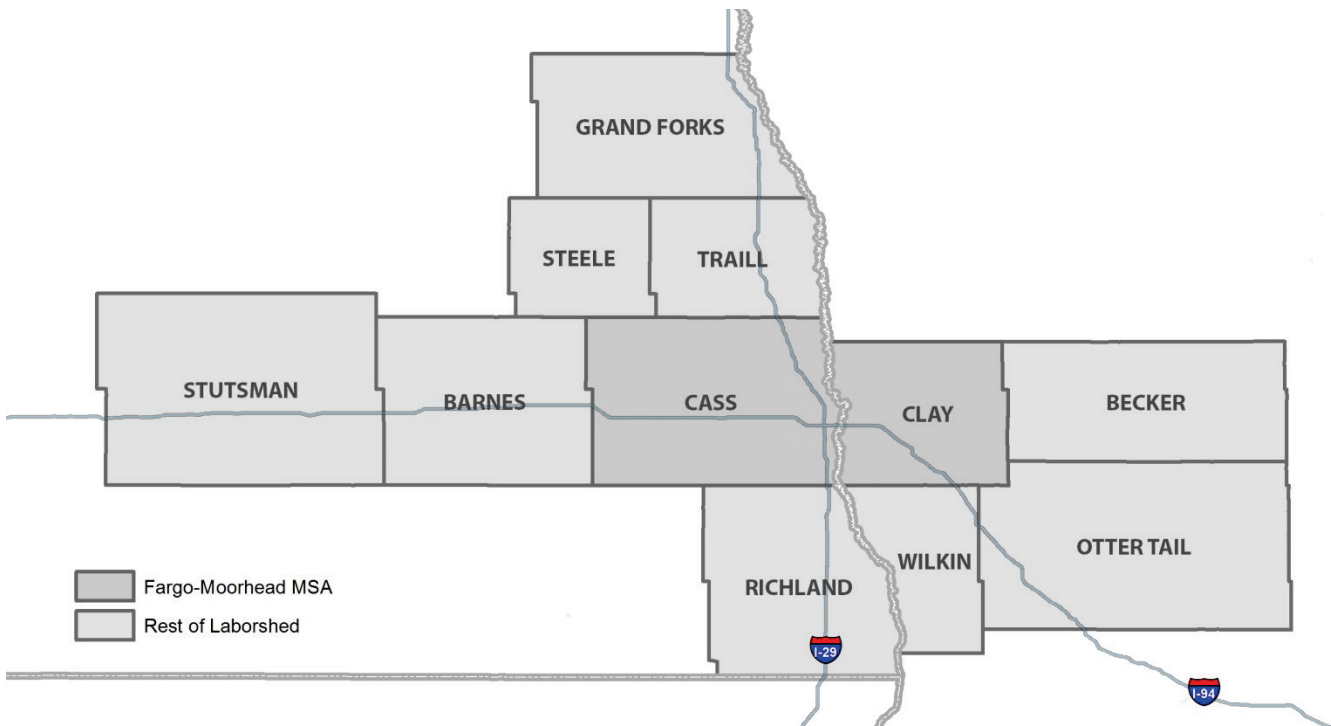 GRAND FORKS
STEELE
TRAILL
STUTSMAN
BARNES
CASS
CLAY
BECKER
RICHLAND
WILKIN
OTTER TAIL
Fargo-Moorhead MSA
Rest of Laborshed
I-29
I-94